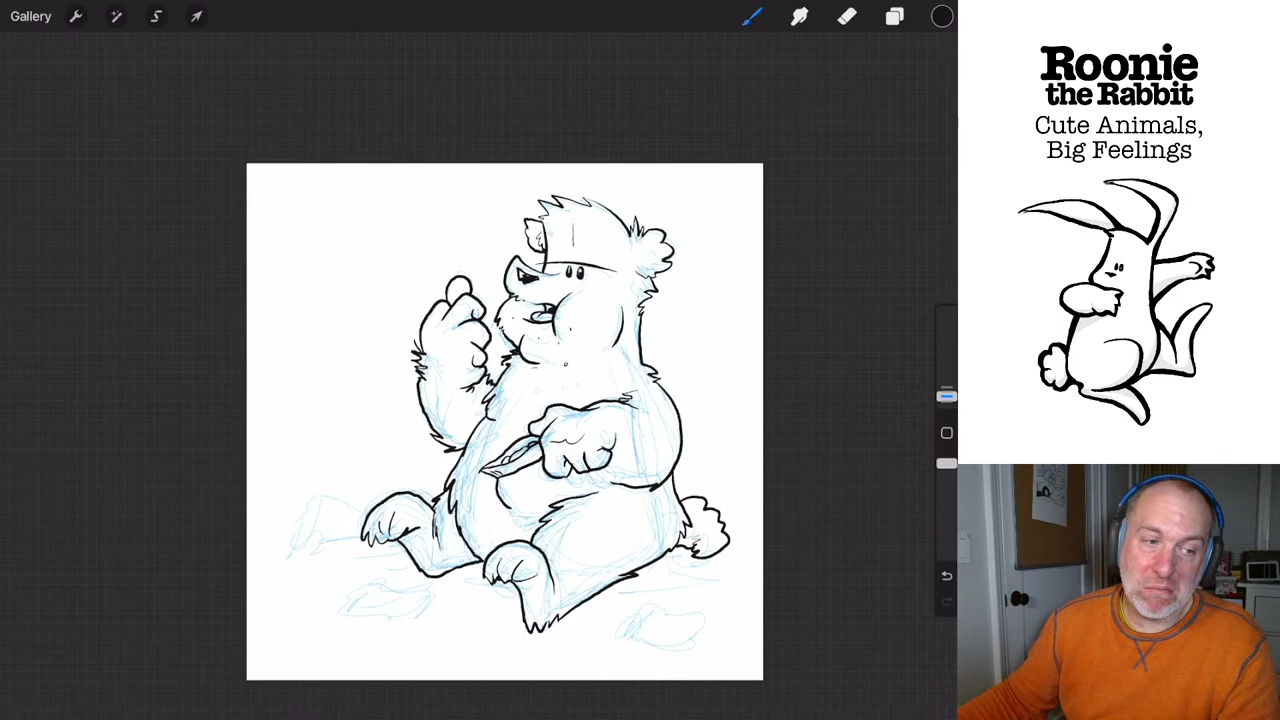 Gallery
Roonie
the Rabbit
Cute Animals,
Big Feelings